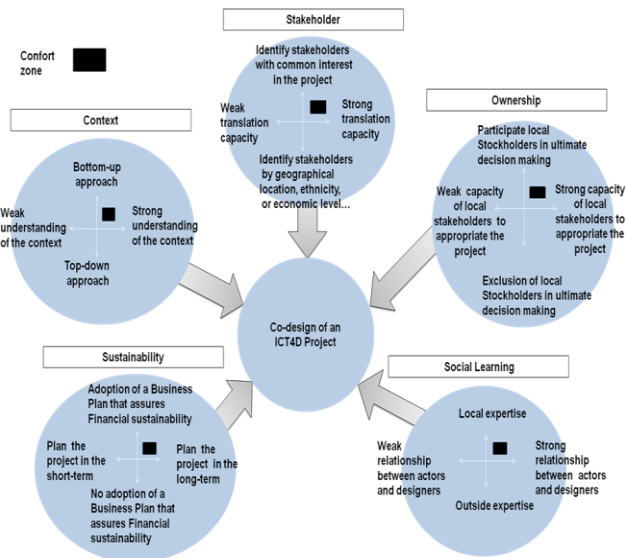 Stakeholder
Confort
zone
Identify stakeholders
with common interest
in the project
Weak
translation
capacity
Strong
translation
capacity
Identify stakeholders
by geographical
location, ethnicity,
or economic level...
Context
Bottom-up
approach
Weak
understanding
of the context
Strong
understanding
of the context
Top-down
approach
Ownership
Participate local
Stockholders in ultimate
decision making
Weak capacity
of local
stakeholders to
appropriate the
project
Strong capacity
of local
stakeholders to
appropriate the
project
Exclusion of local
Stockholders in ultimate
decision making
Co-design of an
ICT4D Project
Sustainability
Adoption of a Business
Plan that assures
Financial sustainability
Plan the
project in the
short-term
Plan the
project in the
long-term
No adoption of a
Business Plan that
assures Financial
sustainability
Social Learning
Local expertise
Weak
relationship
between actors
and designers
Strong
relationship
between actors
and designers
Outside expertise